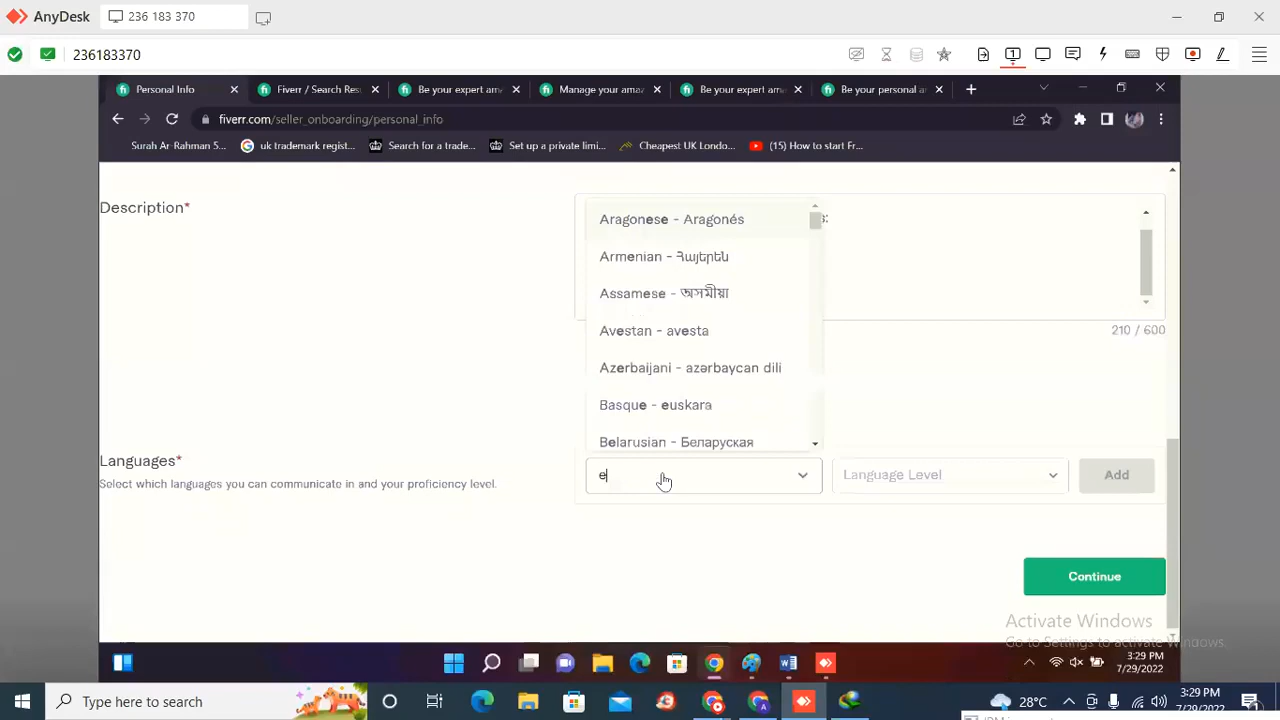 AnyDesk
236 183 370
236183370
1
Personal Info
Fiverr / Search Res
Be your expert ama
Manage your amaz
Be your expert ama
Be your personal a
fiverr.com/seller_onboarding/personal_info
Surah Ar-Rahman 5...
uk trademark regist...
Search for a trade...
Set up a private limi...
Cheapest UK Londo...
(15) How to start Fr...
Description*
s:
Aragonese - Aragonés
Armenian - Հայերեն
Assamese - অসমীয়া
Avestan - avesta
Azerbaijani - azərbaycan dili
Basque - euskara
Belarusian - Беларуская
210 / 600
Languages*
Select which languages you can communicate in and your proficiency level.
e
Language Level
Add
Continue
Activate Windows
Go to Settings to activate Windows.
3:29 PM
7/29/2022
Type here to search
28°C
3:29 PM
7/29/2022